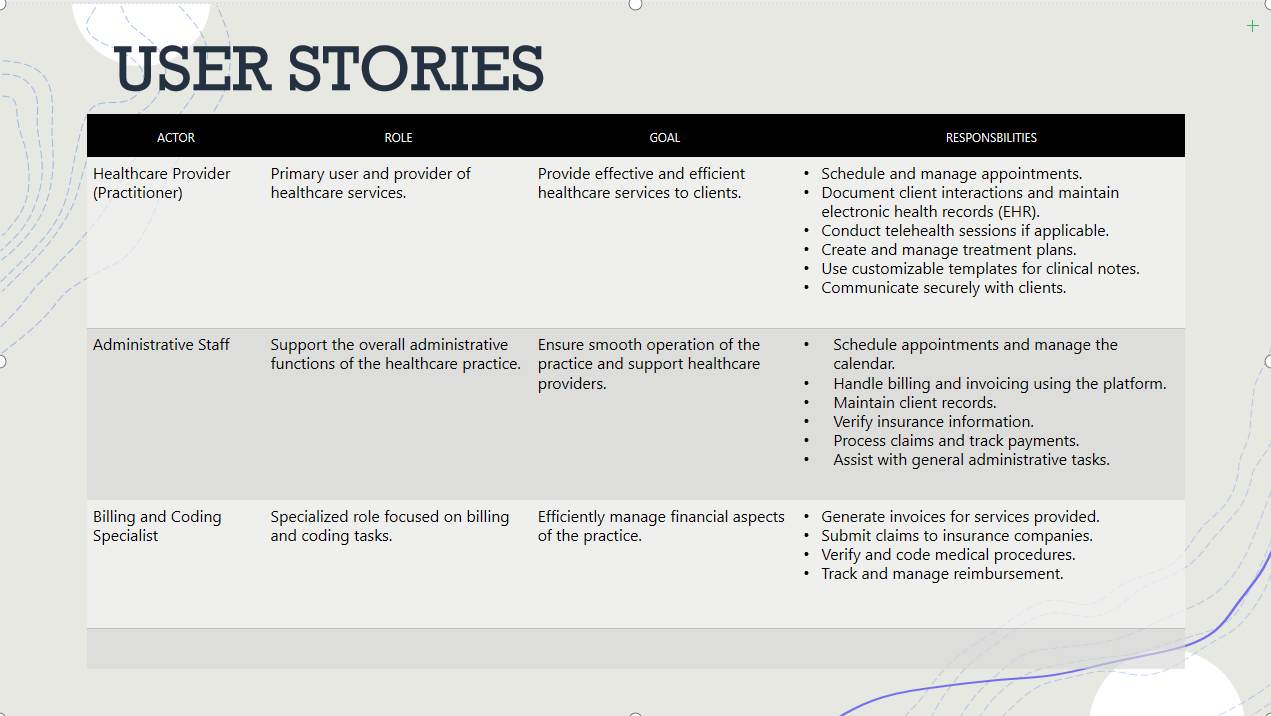 USER STORIES
ACTOR ROLE GOAL RESPONSBILITIES
Healthcare Provider
(Practitioner)
Primary user and provider of
healthcare services.
Provide effective and efficient
healthcare services to clients.
• Schedule and manage appointments.
• Document client interactions and maintain
electronic health records (EHR).
• Conduct telehealth sessions if applicable.
• Create and manage treatment plans.
• Use customizable templates for clinical notes.
• Communicate securely with clients.
Administrative Staff
Support the overall administrative
functions of the healthcare practice.
Ensure smooth operation of the
practice and support healthcare
providers.
• Schedule appointments and manage the
calendar.
• Handle billing and invoicing using the platform.
• Maintain client records.
• Verify insurance information.
• Process claims and track payments.
• Assist with general administrative tasks.
Billing and Coding
Specialist
Specialized role focused on billing
and coding tasks.
Efficiently manage financial aspects
of the practice.
• Generate invoices for services provided.
• Submit claims to insurance companies.
• Verify and code medical procedures.
• Track and manage reimbursement.